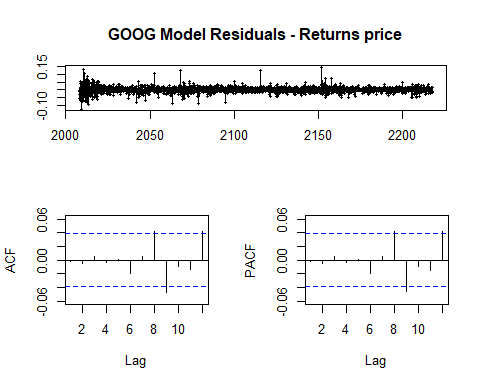 GOOG Model Residuals - Returns price
-0.10 0.15
2000 2050 2100 2150 2200
ACF
-0.06 0.00 0.06
2 4 6 8 10
Lag
PACF
-0.06 0.00 0.06
2 4 6 8 10
Lag